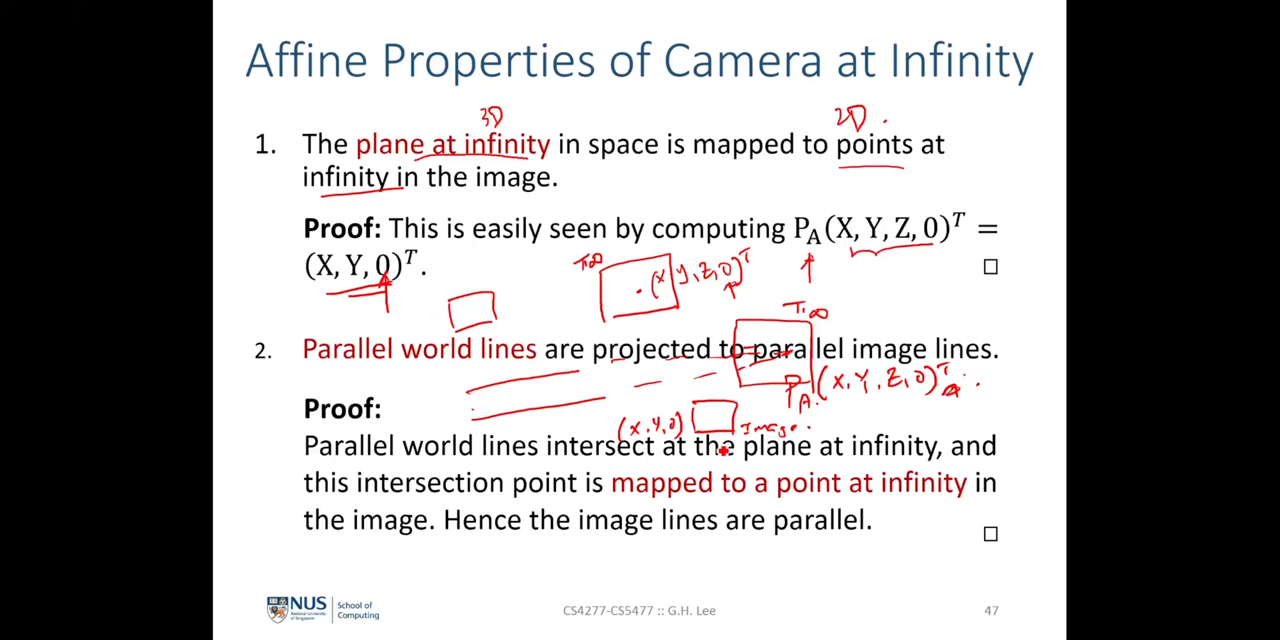 Affine Properties of Camera at Infinity
3D
2D
1. The plane at infinity in space is mapped to points at
infinity in the image.
Proof: This is easily seen by computing P_A(X, Y, Z, 0)^T =
(X, Y, 0)^T.
π∞
(X, Y, Z, 0)^T
π∞
2. Parallel world lines are projected to parallel image lines.
P_A (X, Y, Z, 0)^T
Proof:
(X, Y, 0)
Image
Parallel world lines intersect at the plane at infinity, and
this intersection point is mapped to a point at infinity in
the image. Hence the image lines are parallel.
NUS
National University
of Singapore
School of
Computing
CS4277-CS5477 :: G.H. Lee
47